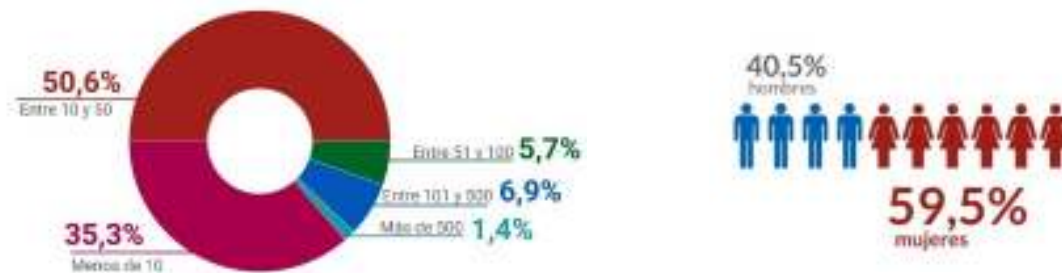 50,6%
Entre 10 y 50
35,3%
Menos de 10
Entre 51 y 100 5,7%
Entre 101 y 500 6,9%
Más de 500 1,4%
40,5%
hombres
59,5%
mujeres